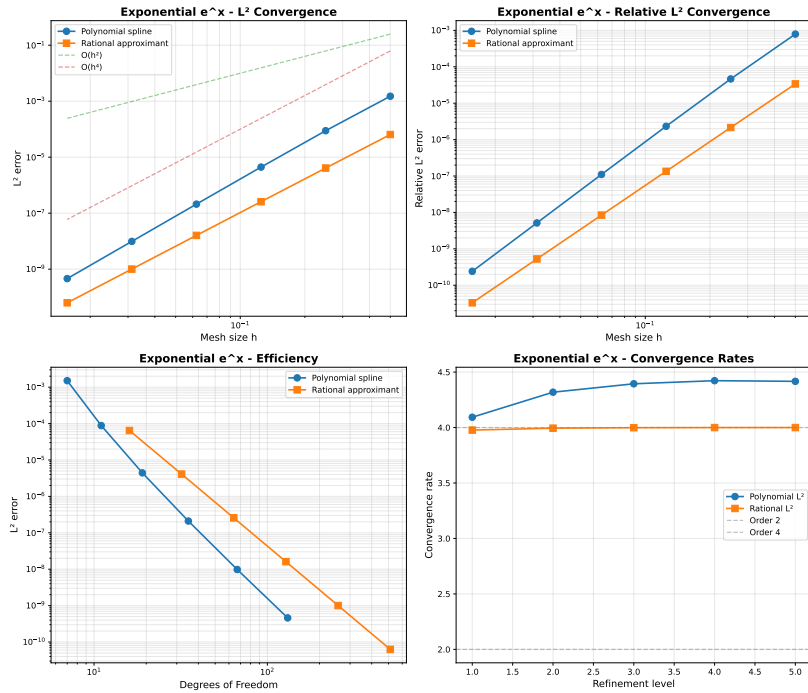 Exponential e^x - L² Convergence
Polynomial spline
Rational approximant
O(h²)
O(h⁴)
10⁻¹
10⁻³
10⁻⁵
10⁻⁷
10⁻⁹
L² error
10⁻¹
Mesh size h
Exponential e^x - Relative L² Convergence
Polynomial spline
Rational approximant
10⁻³
10⁻⁴
10⁻⁵
10⁻⁶
10⁻⁷
10⁻⁸
10⁻⁹
10⁻¹⁰
Relative L² error
10⁻¹
Mesh size h
Exponential e^x - Efficiency
Polynomial spline
Rational approximant
10⁻³
10⁻⁴
10⁻⁵
10⁻⁶
10⁻⁷
10⁻⁸
10⁻⁹
10⁻¹⁰
L² error
10¹ 10²
Degrees of Freedom
Exponential e^x - Convergence Rates
4.5
4.0
3.5
3.0
2.5
2.0
Convergence rate
Polynomial L²
Rational L²
Order 2
Order 4
1.0 1.5 2.0 2.5 3.0 3.5 4.0 4.5 5.0
Refinement level